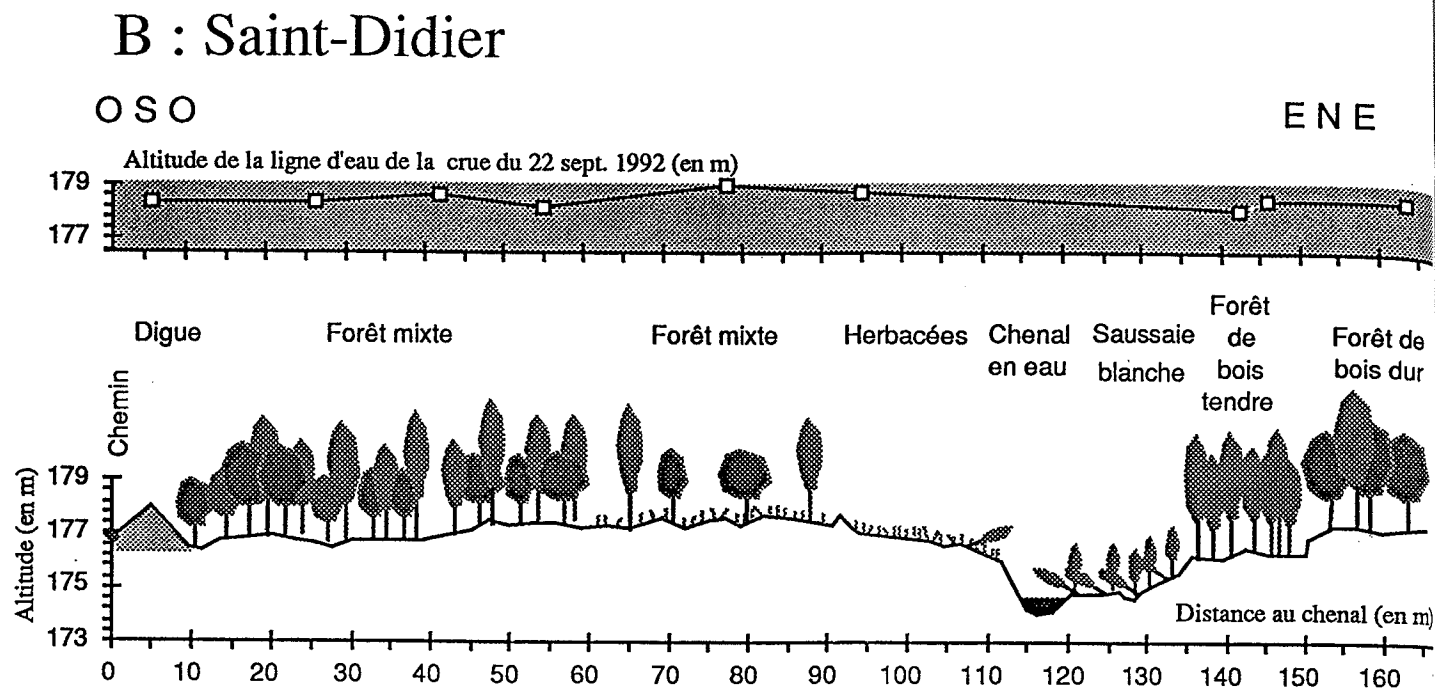 B : Saint-Didier
O S O
E N E
Altitude de la ligne d'eau de la crue du 22 sept. 1992 (en m)
179
177
Digue
Forêt mixte
Forêt mixte
Herbacées
Chenal
en eau
Saussaie
blanche
Forêt
de
bois
tendre
Forêt de
bois dur
Chemin
Altitude (en m)
179
177
175
173
Distance au chenal (en m)
0 10 20 30 40 50 60 70 80 90 100 110 120 130 140 150 160